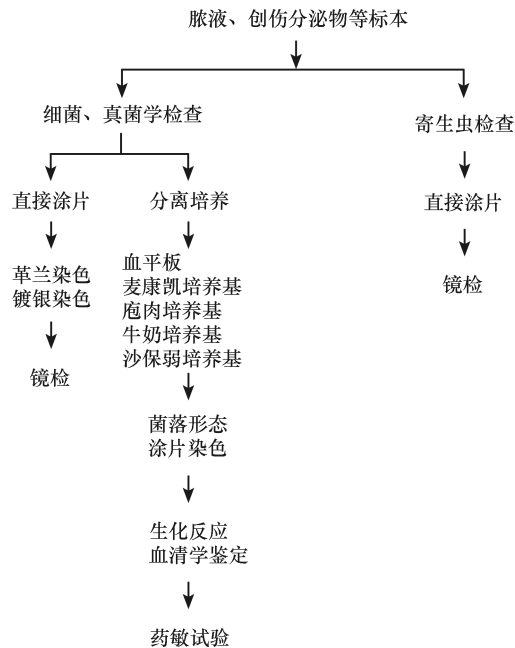 脓液、创伤分泌物等标本
细菌、真菌学检查
寄生虫检查
直接涂片
分离培养
直接涂片
革兰染色
镀银染色
血平板
麦康凯培养基
庖肉培养基
牛奶培养基
沙保弱培养基
镜检
镜检
菌落形态
涂片染色
生化反应
血清学鉴定
药敏试验